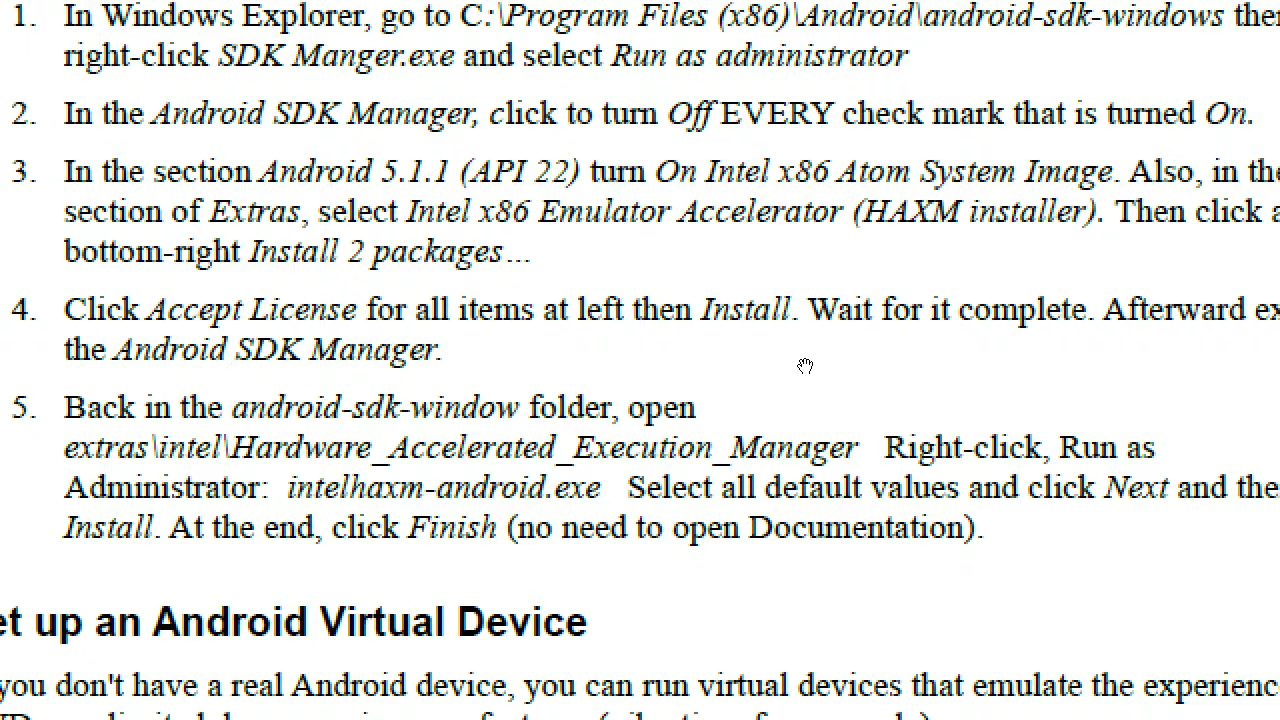 1. In Windows Explorer, go to C:\Program Files (x86)\Android\android-sdk-windows
right-click SDK Manger.exe and select Run as administrator
2. In the Android SDK Manager, click to turn Off EVERY check mark that is turned On.
3. In the section Android 5.1.1 (API 22) turn On Intel x86 Atom System Image. Also, in
section of Extras, select Intel x86 Emulator Accelerator (HAXM installer). Then click
bottom-right Install 2 packages...
4. Click Accept License for all items at left then Install. Wait for it complete. Afterward
the Android SDK Manager.
5. Back in the android-sdk-window folder, open
extras\intel\Hardware_Accelerated_Execution_Manager Right-click, Run as
Administrator: intelhaxm-android.exe Select all default values and click Next and
Install. At the end, click Finish (no need to open Documentation).
et up an Android Virtual Device
you don't have a real Android device, you can run virtual devices that emulate the